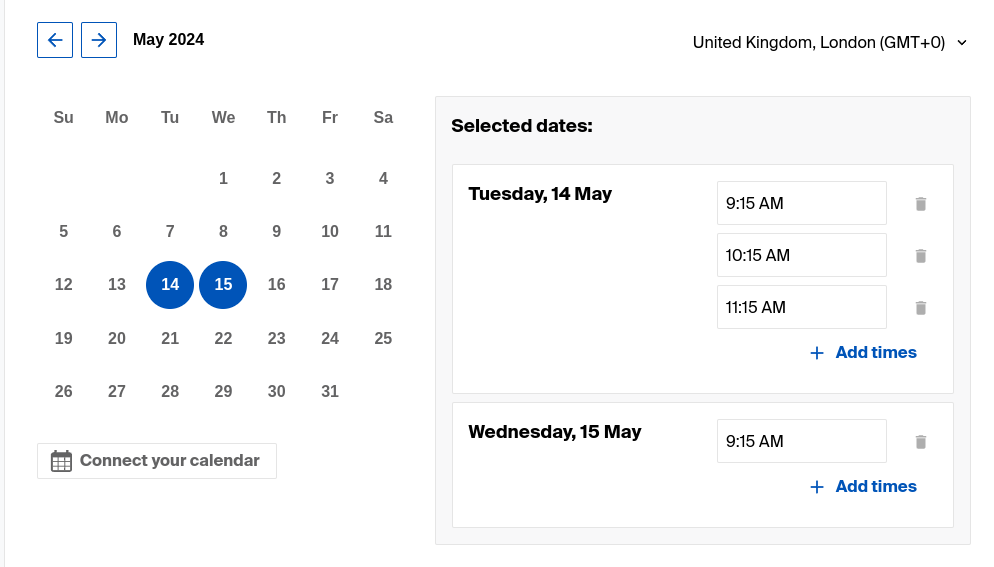 May 2024
United Kingdom, London (GMT+0)
Su Mo Tu We Th Fr Sa
1 2 3 4
5 6 7 8 9 10 11
12 13 14 15 16 17 18
19 20 21 22 23 24 25
26 27 28 29 30 31
Connect your calendar
Selected dates:
Tuesday, 14 May
9:15 AM
10:15 AM
11:15 AM
Add times
Wednesday, 15 May
9:15 AM
Add times